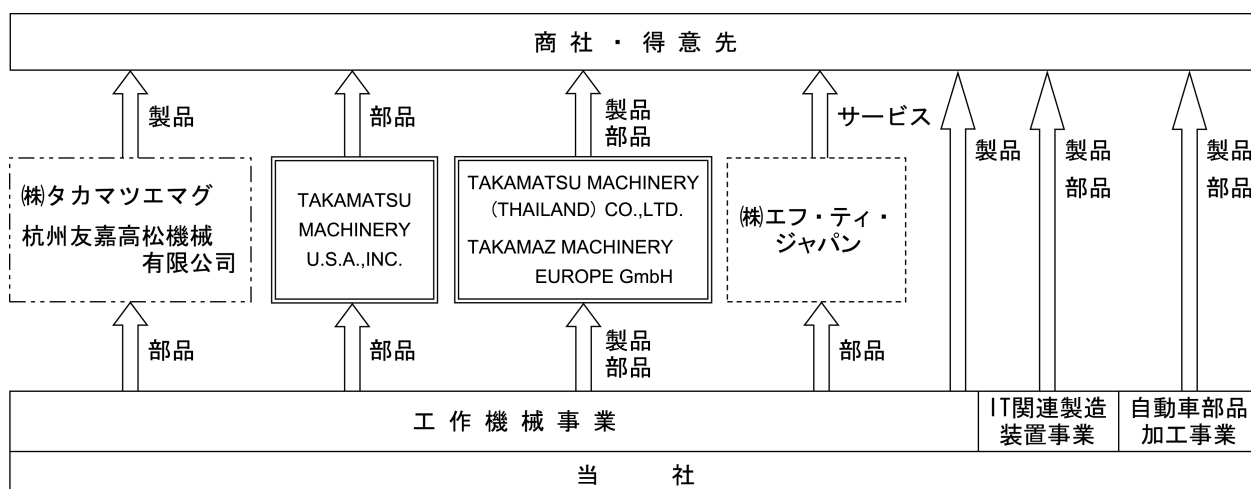 商社・得意先
製品
部品
製品
部品
サービス
製品
製品
部品
製品
部品
㈱タカマツエマグ
杭州友嘉高松機械
有限公司
TAKAMATSU
MACHINERY
U.S.A.,INC.
TAKAMATSU MACHINERY
（THAILAND）CO.,LTD.
TAKAMAZ MACHINERY
EUROPE GmbH
㈱エフ・ティ・
ジャパン
部品
部品
製品
部品
部品
工作機械事業
IT関連製造
装置事業
自動車部品
加工事業
当社